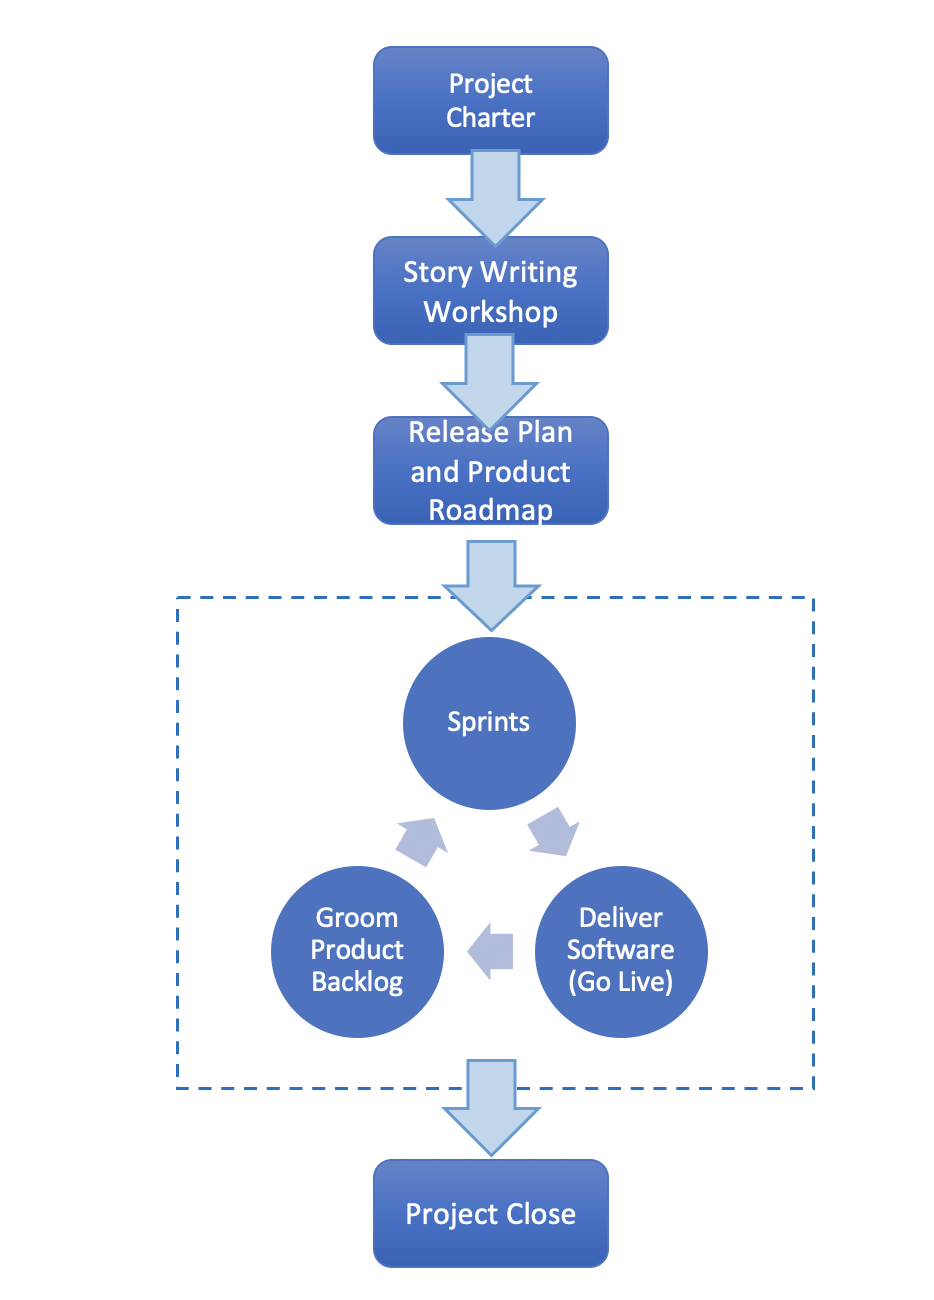 Project
Charter
Story Writing
Workshop
Release Plan
and Product
Roadmap
Sprints
Groom
Product
Backlog
Deliver
Software
(Go Live)
Project Close